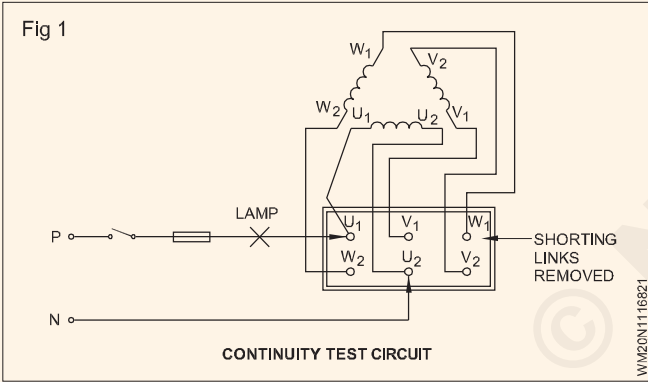 Fig 1
W1
V2
W2
U1
U2
V1
LAMP
P
U1
V1
W1
W2
U2
V2
SHORTING
LINKS
REMOVED
N
CONTINUITY TEST CIRCUIT
WM20N1116821
©